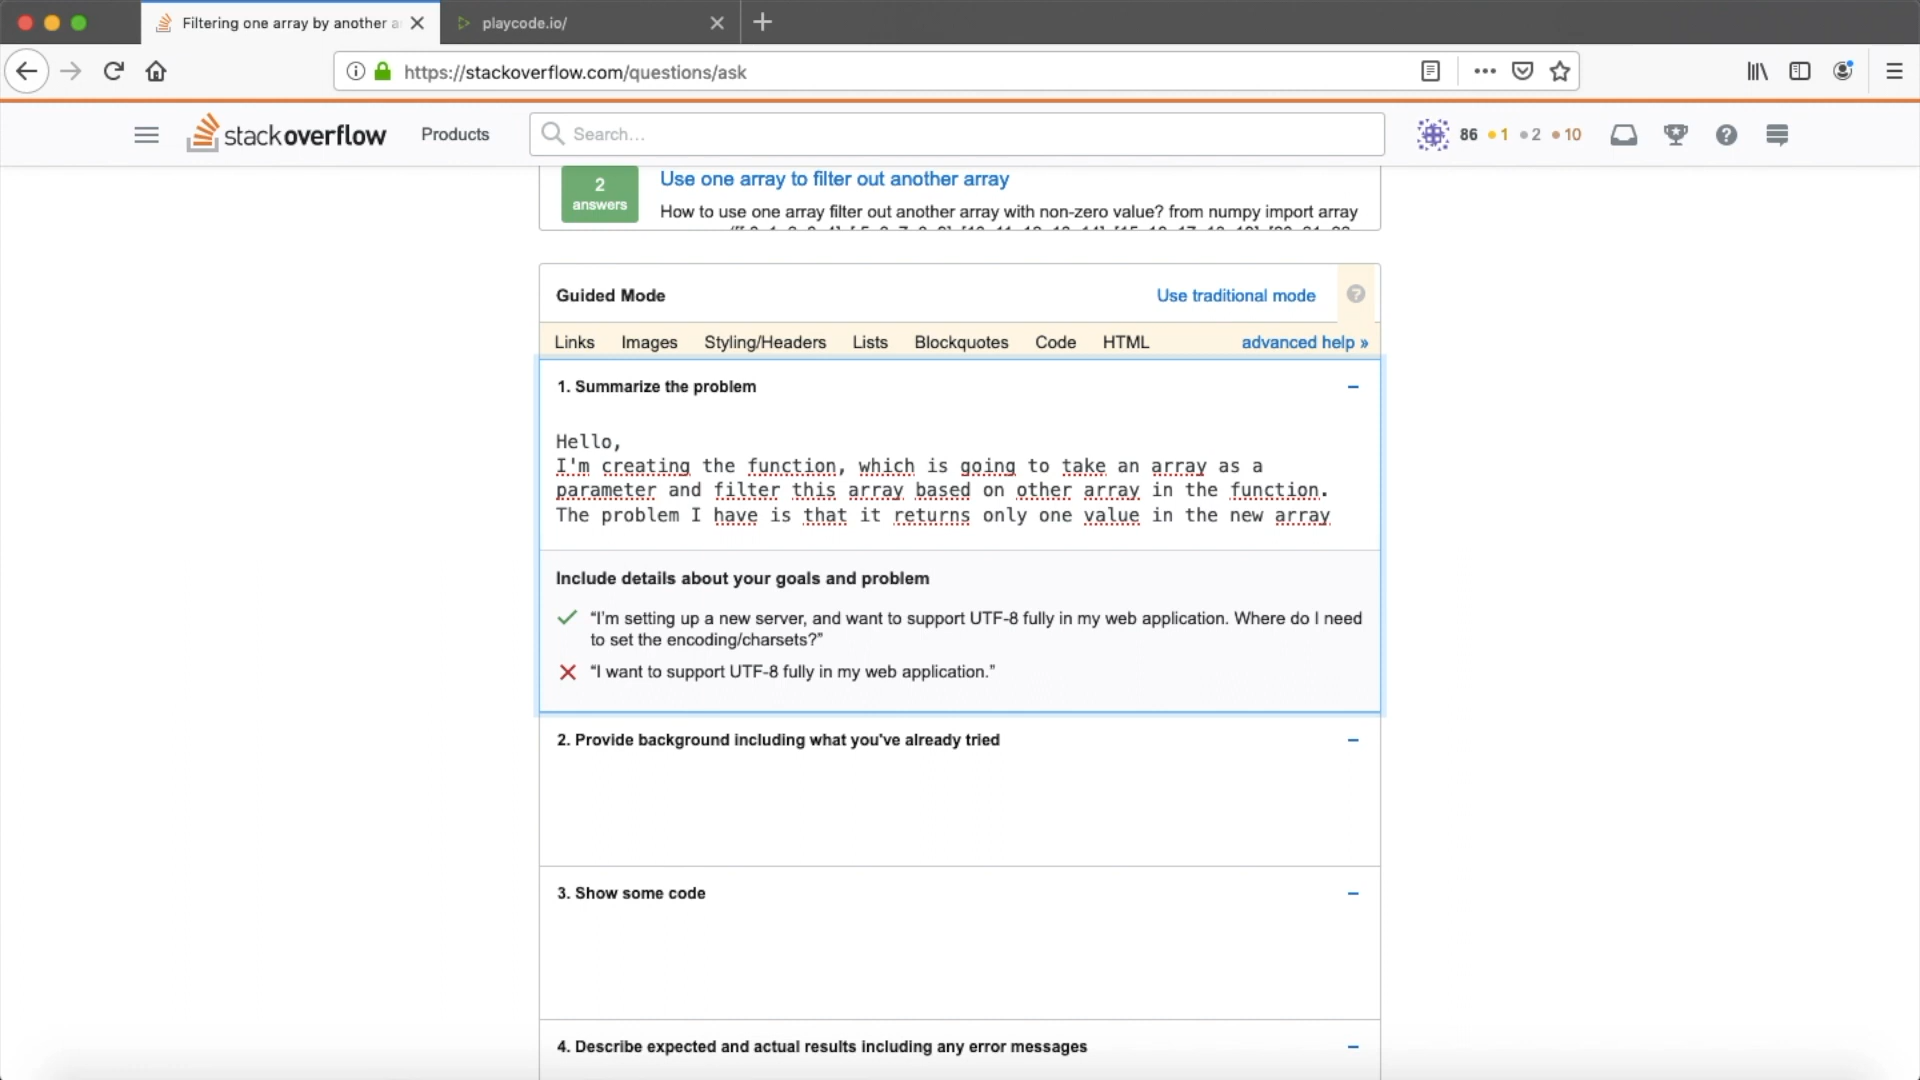 Filtering one array by another a
playcode.io/
https://stackoverflow.com/questions/ask
stackoverflow
Products
Search...
86 1 2 10
2
answers
Use one array to filter out another array
How to use one array filter out another array with non-zero value? from numpy import array
Guided Mode
Use traditional mode
Links Images Styling/Headers Lists Blockquotes Code HTML advanced help »
1. Summarize the problem
Hello,
I'm creating the function, which is going to take an array as a
parameter and filter this array based on other array in the function.
The problem I have is that it returns only one value in the new array
Include details about your goals and problem
“I’m setting up a new server, and want to support UTF-8 fully in my web application. Where do I need
to set the encoding/charsets?”
“I want to support UTF-8 fully in my web application.”
2. Provide background including what you've already tried
3. Show some code
4. Describe expected and actual results including any error messages